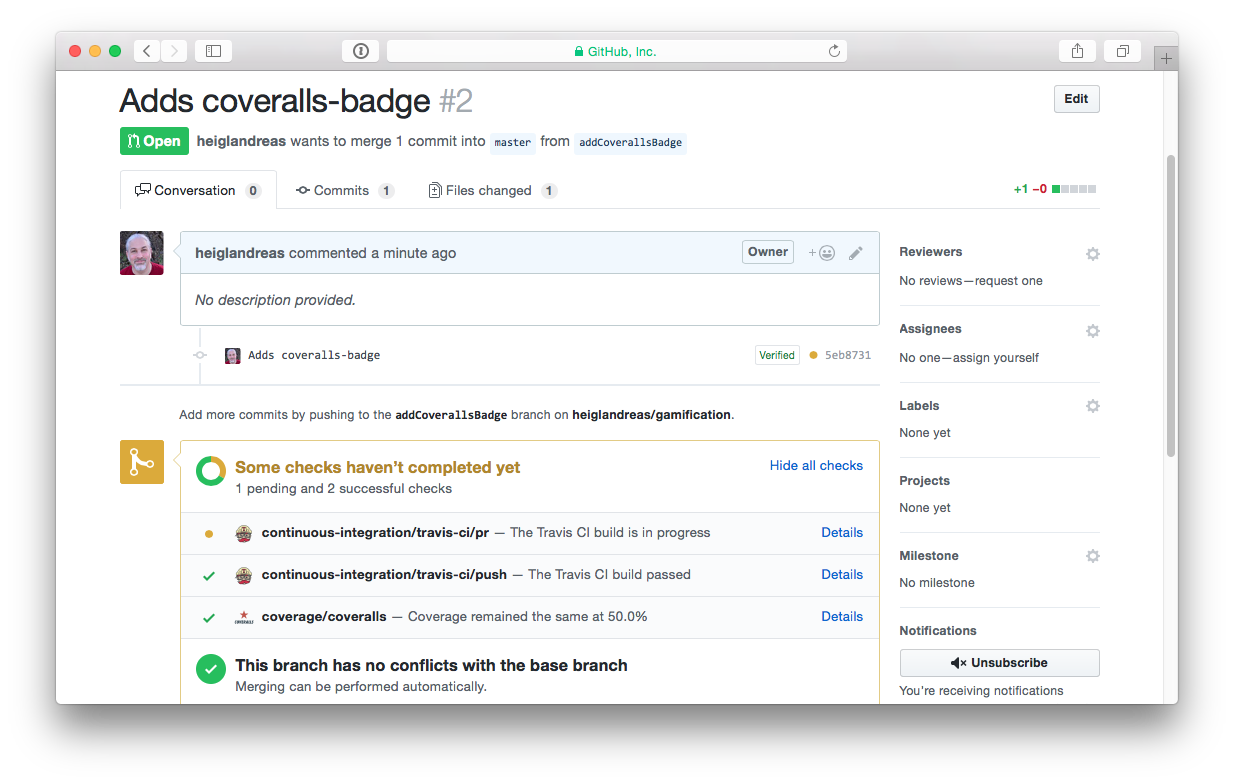 GitHub, Inc.
Adds coveralls-badge #2
Edit
Open heiglandreas wants to merge 1 commit into master from addCoverallsBadge
Conversation 0 Commits 1 Files changed 1 +1 −0
heiglandreas commented a minute ago Owner
No description provided.
Adds coveralls-badge Verified 5eb8731
Add more commits by pushing to the addCoverallsBadge branch on heiglandreas/gamification.
Some checks haven’t completed yet Hide all checks
1 pending and 2 successful checks
continuous-integration/travis-ci/pr — The Travis CI build is in progress Details
continuous-integration/travis-ci/push — The Travis CI build passed Details
coverage/coveralls — Coverage remained the same at 50.0% Details
This branch has no conflicts with the base branch
Merging can be performed automatically.
Reviewers
No reviews—request one
Assignees
No one—assign yourself
Labels
None yet
Projects
None yet
Milestone
No milestone
Notifications
Unsubscribe
You’re receiving notifications